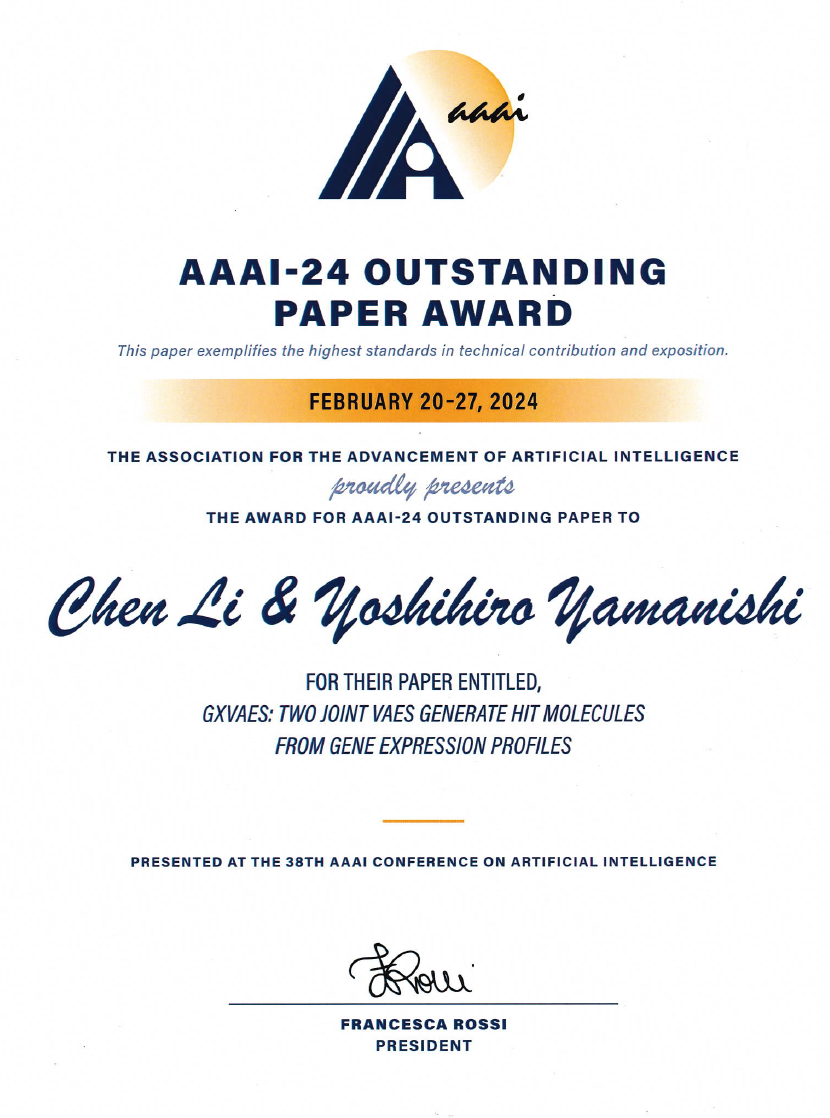 aaai
AAAI-24 OUTSTANDING
PAPER AWARD
This paper exemplifies the highest standards in technical contribution and exposition.
FEBRUARY 20-27, 2024
THE ASSOCIATION FOR THE ADVANCEMENT OF ARTIFICIAL INTELLIGENCE
proudly presents
THE AWARD FOR AAAI-24 OUTSTANDING PAPER TO
Chen Li & Yoshihiro Yamanishi
FOR THEIR PAPER ENTITLED,
GXVAES: TWO JOINT VAES GENERATE HIT MOLECULES
FROM GENE EXPRESSION PROFILES
PRESENTED AT THE 38TH AAAI CONFERENCE ON ARTIFICIAL INTELLIGENCE
FRossi
FRANCESCA ROSSI
PRESIDENT